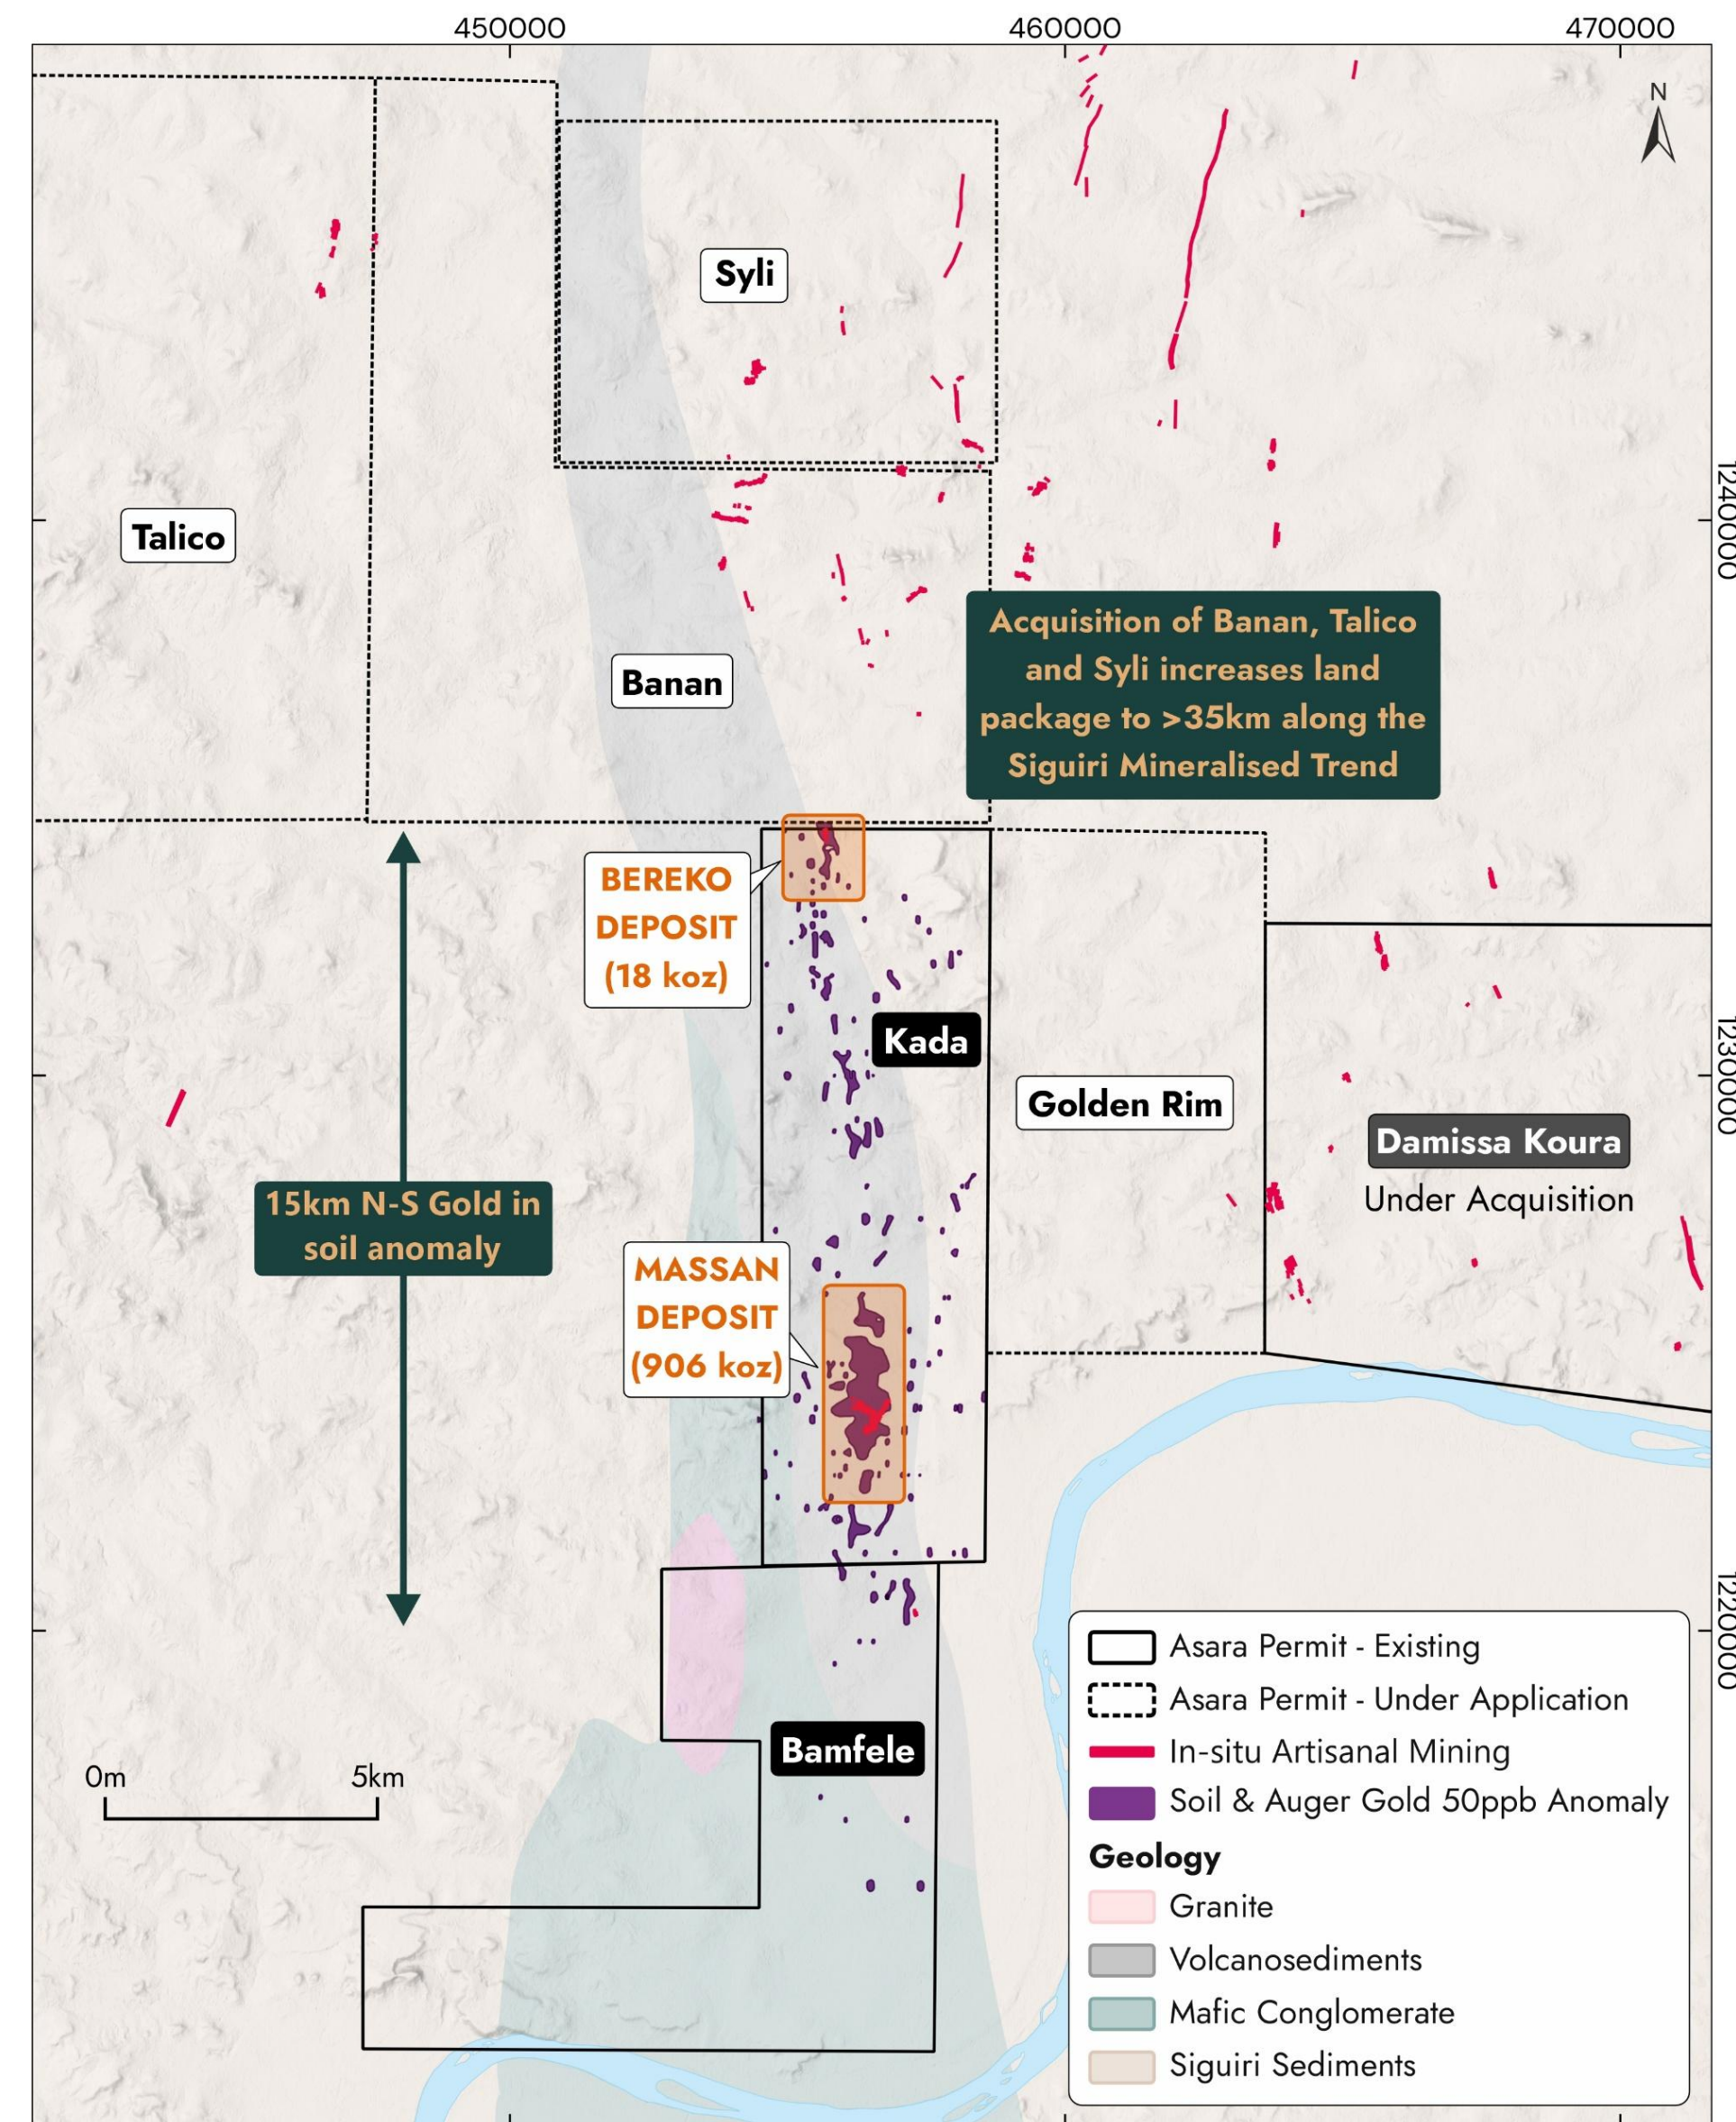 450000
460000
470000
N
Syli
Talico
1240000
Acquisition of Banan, Talico
and Syli increases land
package to >35km along the
Siguiri Mineralised Trend
Banan
BEREKO
DEPOSIT
(18 koz)
Kada
1230000
Golden Rim
Damissa Koura
Under Acquisition
15km N-S Gold in
soil anomaly
MASSAN
DEPOSIT
(906 koz)
1220000
Bamfele
0m
5km
Asara Permit - Existing
Asara Permit - Under Application
In-situ Artisanal Mining
Soil & Auger Gold 50ppb Anomaly
Geology
Granite
Volcanosediments
Mafic Conglomerate
Siguiri Sediments